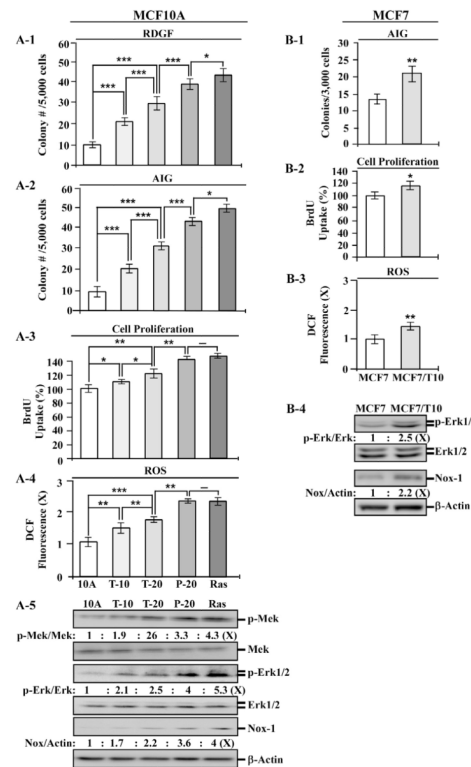 MCF10A
A-1
RDGF
60
50
40
30
20
10
0
Colony # /5,000 cells
***
***
***
***
*
A-2
AIG
60
50
40
30
20
10
0
Colony # /5,000 cells
***
***
***
***
*
A-3
Cell Proliferation
140
120
100
80
60
40
20
0
BrdU
Uptake (%)
**
*
*
**
–
A-4
ROS
3
2
1
0
DCF
Fluorescence (X)
***
**
**
**
–
10A T-10 T-20 P-20 Ras
A-5
10A T-10 T-20 P-20 Ras
p-Mek
p-Mek/Mek: 1 : 1.9 : 26 : 3.3 : 4.3 (X)
Mek
p-Erk1/2
p-Erk/Erk: 1 : 2.1 : 2.5 : 4 : 5.3 (X)
Erk1/2
Nox-1
Nox/Actin: 1 : 1.7 : 2.2 : 3.6 : 4 (X)
β-Actin
MCF7
B-1
AIG
30
25
20
15
10
5
0
Colonies/3,000 cells
**
B-2
Cell Proliferation
140
120
100
80
60
40
20
0
BrdU
Uptake (%)
*
B-3
ROS
3
2
1
0
DCF
Fluorescence (X)
**
MCF7 MCF7/T10
B-4
MCF7 MCF7/T10
p-Erk1/
p-Erk/Erk: 1 : 2.5 (X)
Erk1/2
Nox-1
Nox/Actin: 1 : 2.2 (X)
β-Actin